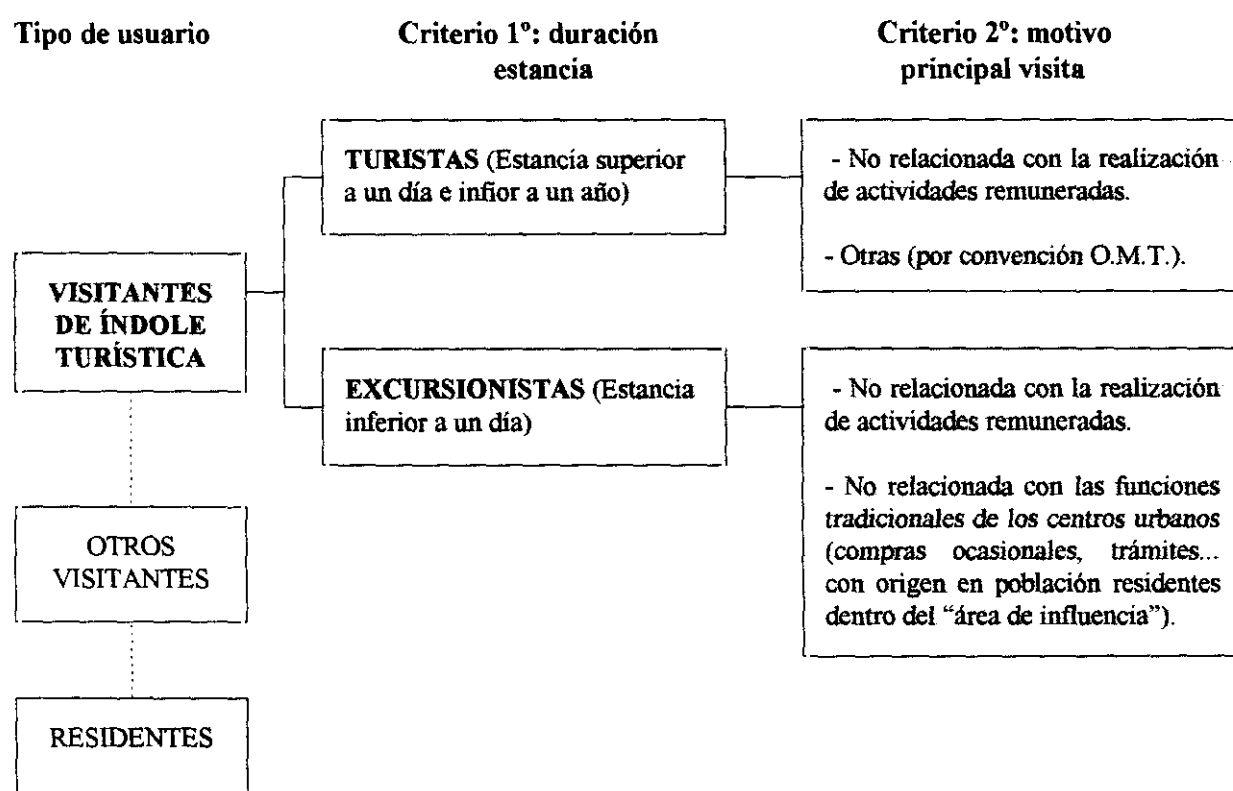 Tipo de usuario
Criterio 1º: duración
estancia
Criterio 2º: motivo
principal visita
TURISTAS (Estancía superior
a un día e infior a un año)
- No relacionada con la realización
de actividades remuneradas.
- Otras (por convención O.M.T.).
VISITANTES
DE ÍNDOLE
TURÍSTICA
EXCURSIONISTAS (Estancia
inferior a un día)
- No relacionada con la realización
de actividades remuneradas.
- No relacionada con las funciones
tradicionales de los centros urbanos
(compras ocasionales, trámites...
con origen en población residentes
dentro del “área de influencia”).
OTROS
VISITANTES
RESIDENTES